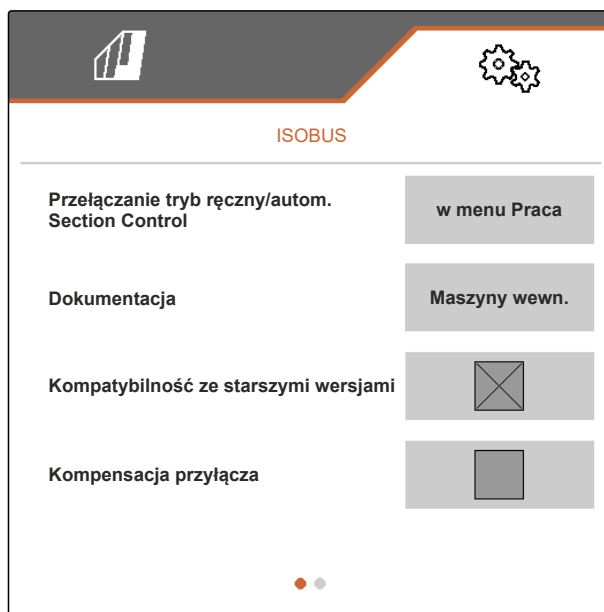 ISOBUS
Przełączanie tryb ręczny/autom.
Section Control
w menu Praca
Dokumentacja
Maszyny wewn.
Kompatybilność ze starszymi wersjami
Kompensacja przyłącza